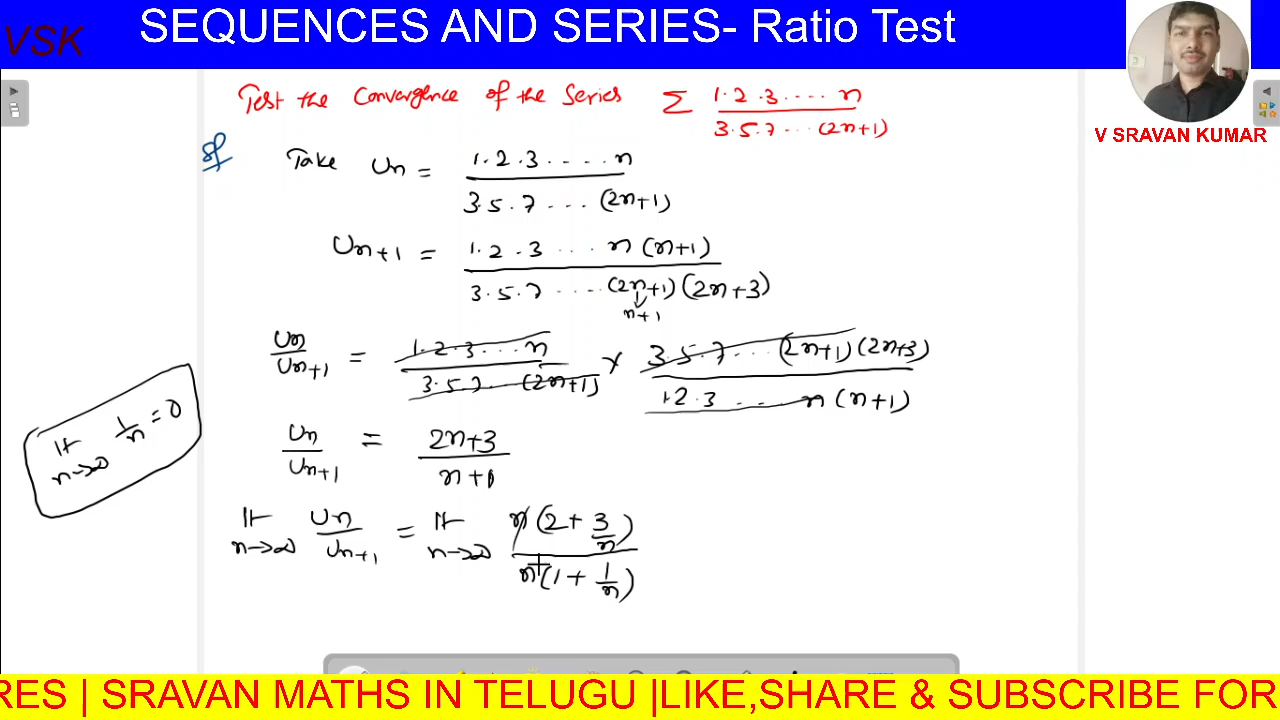 VSK
SEQUENCES AND SERIES- Ratio Test
V SRAVAN KUMAR
Test the Convergence of the Series Σ 1.2.3....n / 3.5.7...(2n+1)
Sol
Take Un = 1.2.3....n / 3.5.7...(2n+1)
Un+1 = 1.2.3...n(n+1) / 3.5.7....(2n+1)(2n+3)
n+1
Un/Un+1 = 1.2.3...n / 3.5.7...(2n+1) × 3.5.7...(2n+1)(2n+3) / 1.2.3....n(n+1)
lt n→∞ 1/n = 0
Un/Un+1 = 2n+3 / n+1
lt n→∞ Un/Un+1 = lt n→∞ n(2+3/n) / n(1+1/n)
RES | SRAVAN MATHS IN TELUGU |LIKE,SHARE & SUBSCRIBE FOR